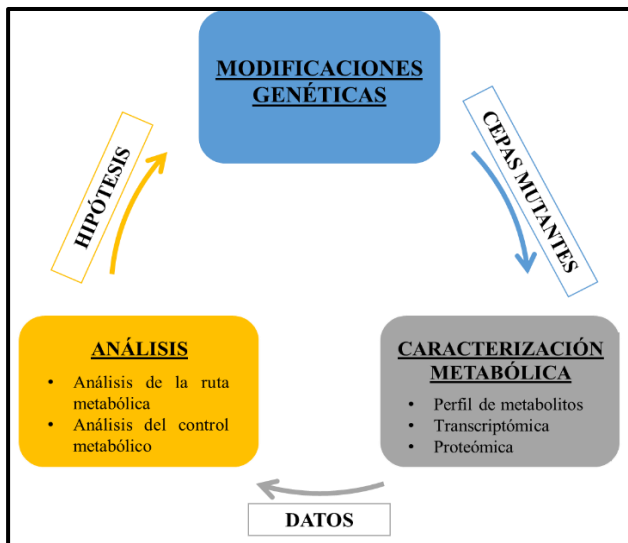 MODIFICACIONES
GENÉTICAS
HIPÓTESIS
CEPAS MUTANTES
ANÁLISIS
• Análisis de la ruta
metabólica
• Análisis del control
metabólico
CARACTERIZACIÓN
METABÓLICA
• Perfil de metabolitos
• Transcriptómica
• Proteómica
DATOS